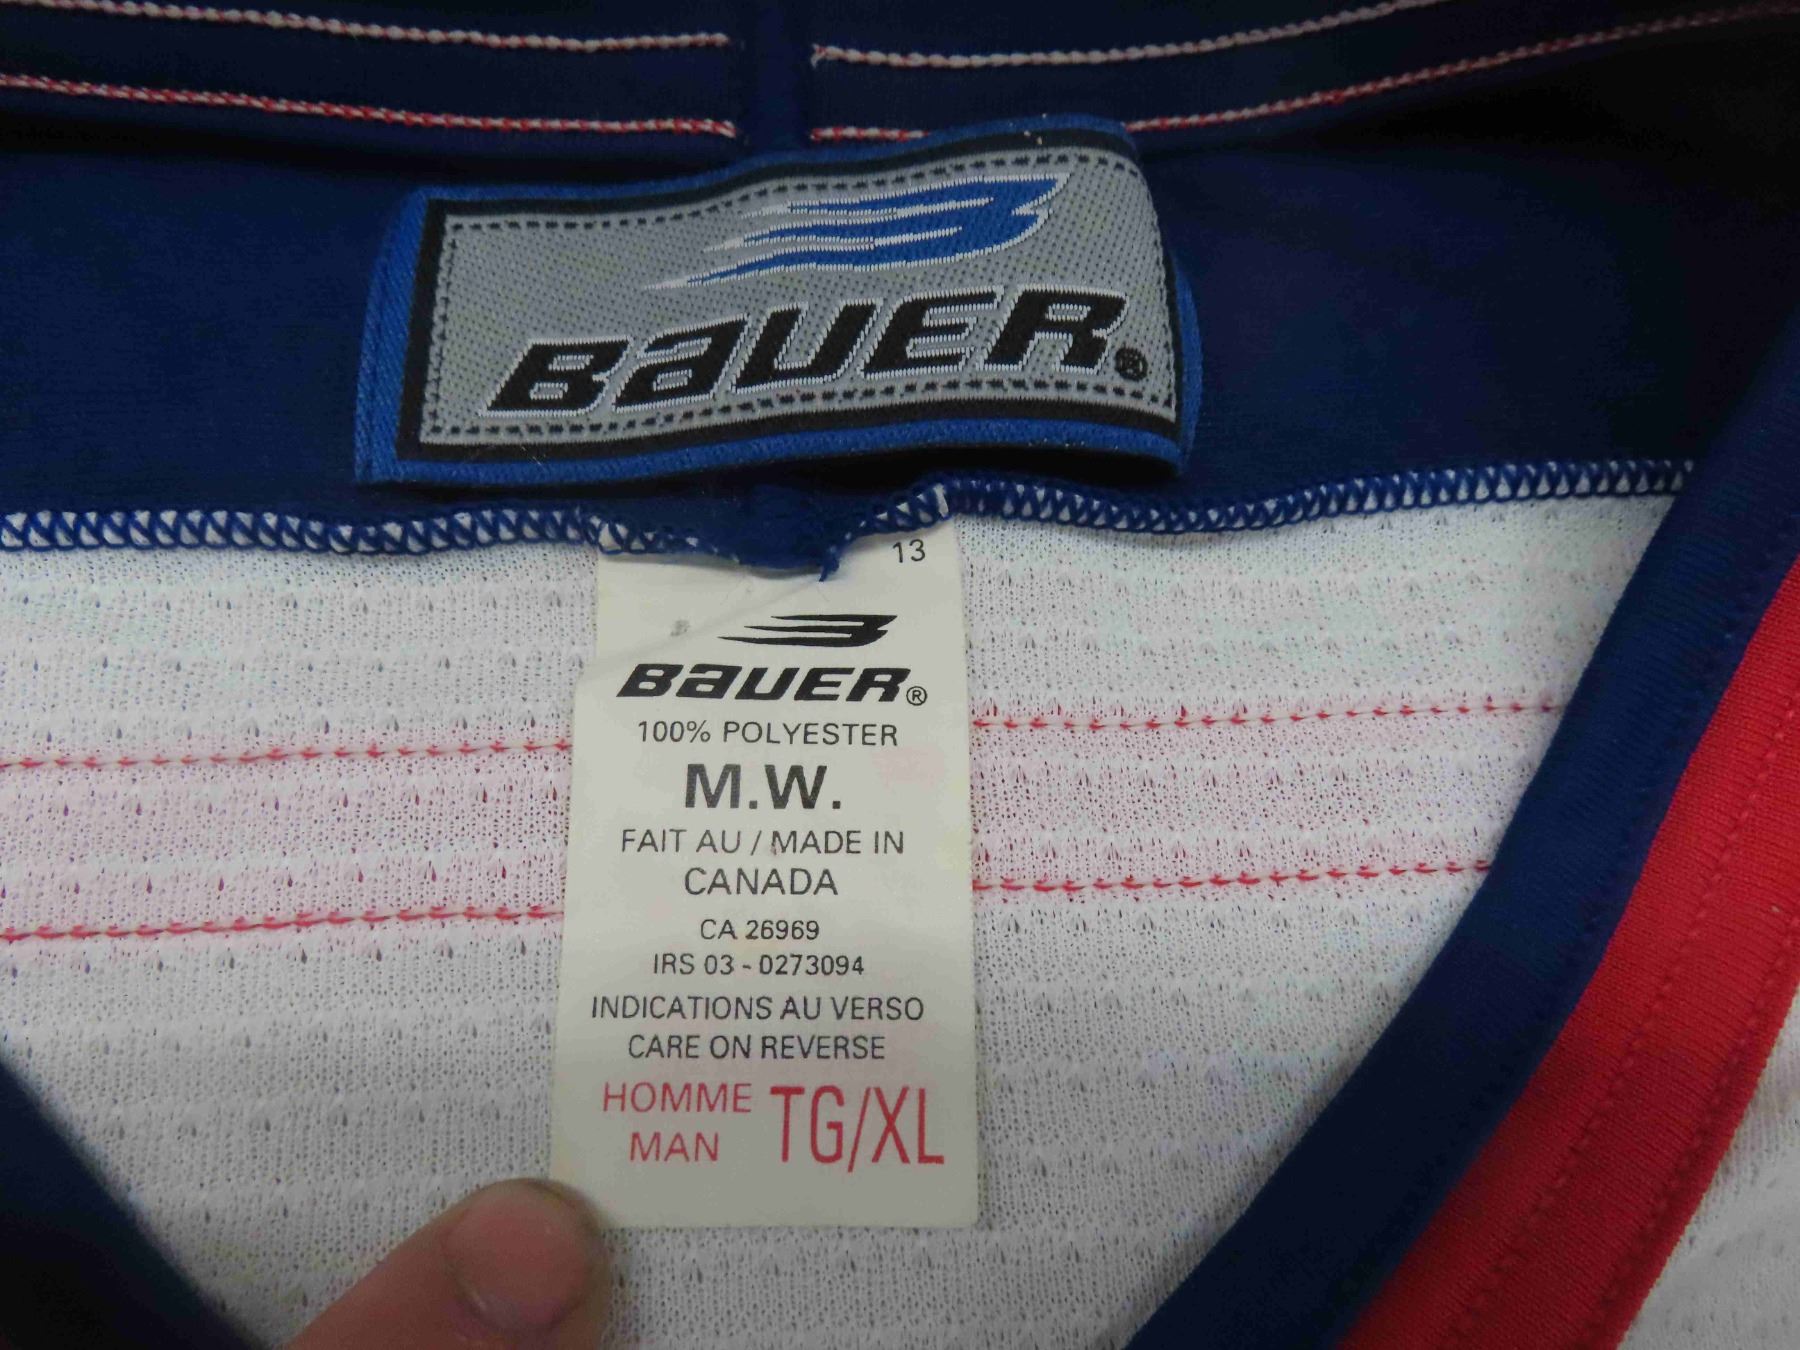 BAUER®
13
BAUER®
100% POLYESTER
M.W.
FAIT AU / MADE IN
CANADA
CA 26969
IRS 03 - 0273094
INDICATIONS AU VERSO
CARE ON REVERSE
HOMME
MAN
TG/XL